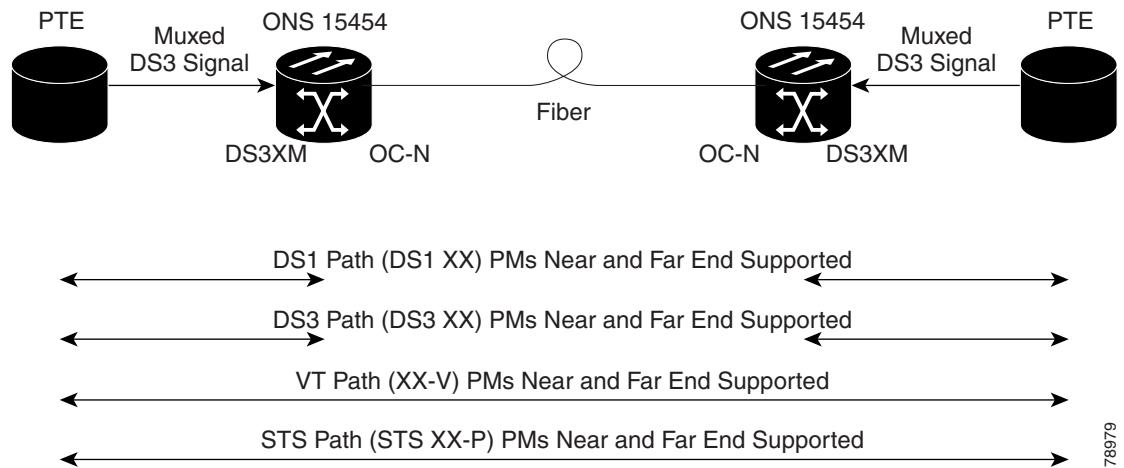 PTE
ONS 15454
ONS 15454
PTE
Muxed
DS3 Signal
Muxed
DS3 Signal
Fiber
DS3XM
OC-N
OC-N
DS3XM
DS1 Path (DS1 XX) PMs Near and Far End Supported
DS3 Path (DS3 XX) PMs Near and Far End Supported
VT Path (XX-V) PMs Near and Far End Supported
STS Path (STS XX-P) PMs Near and Far End Supported
78979